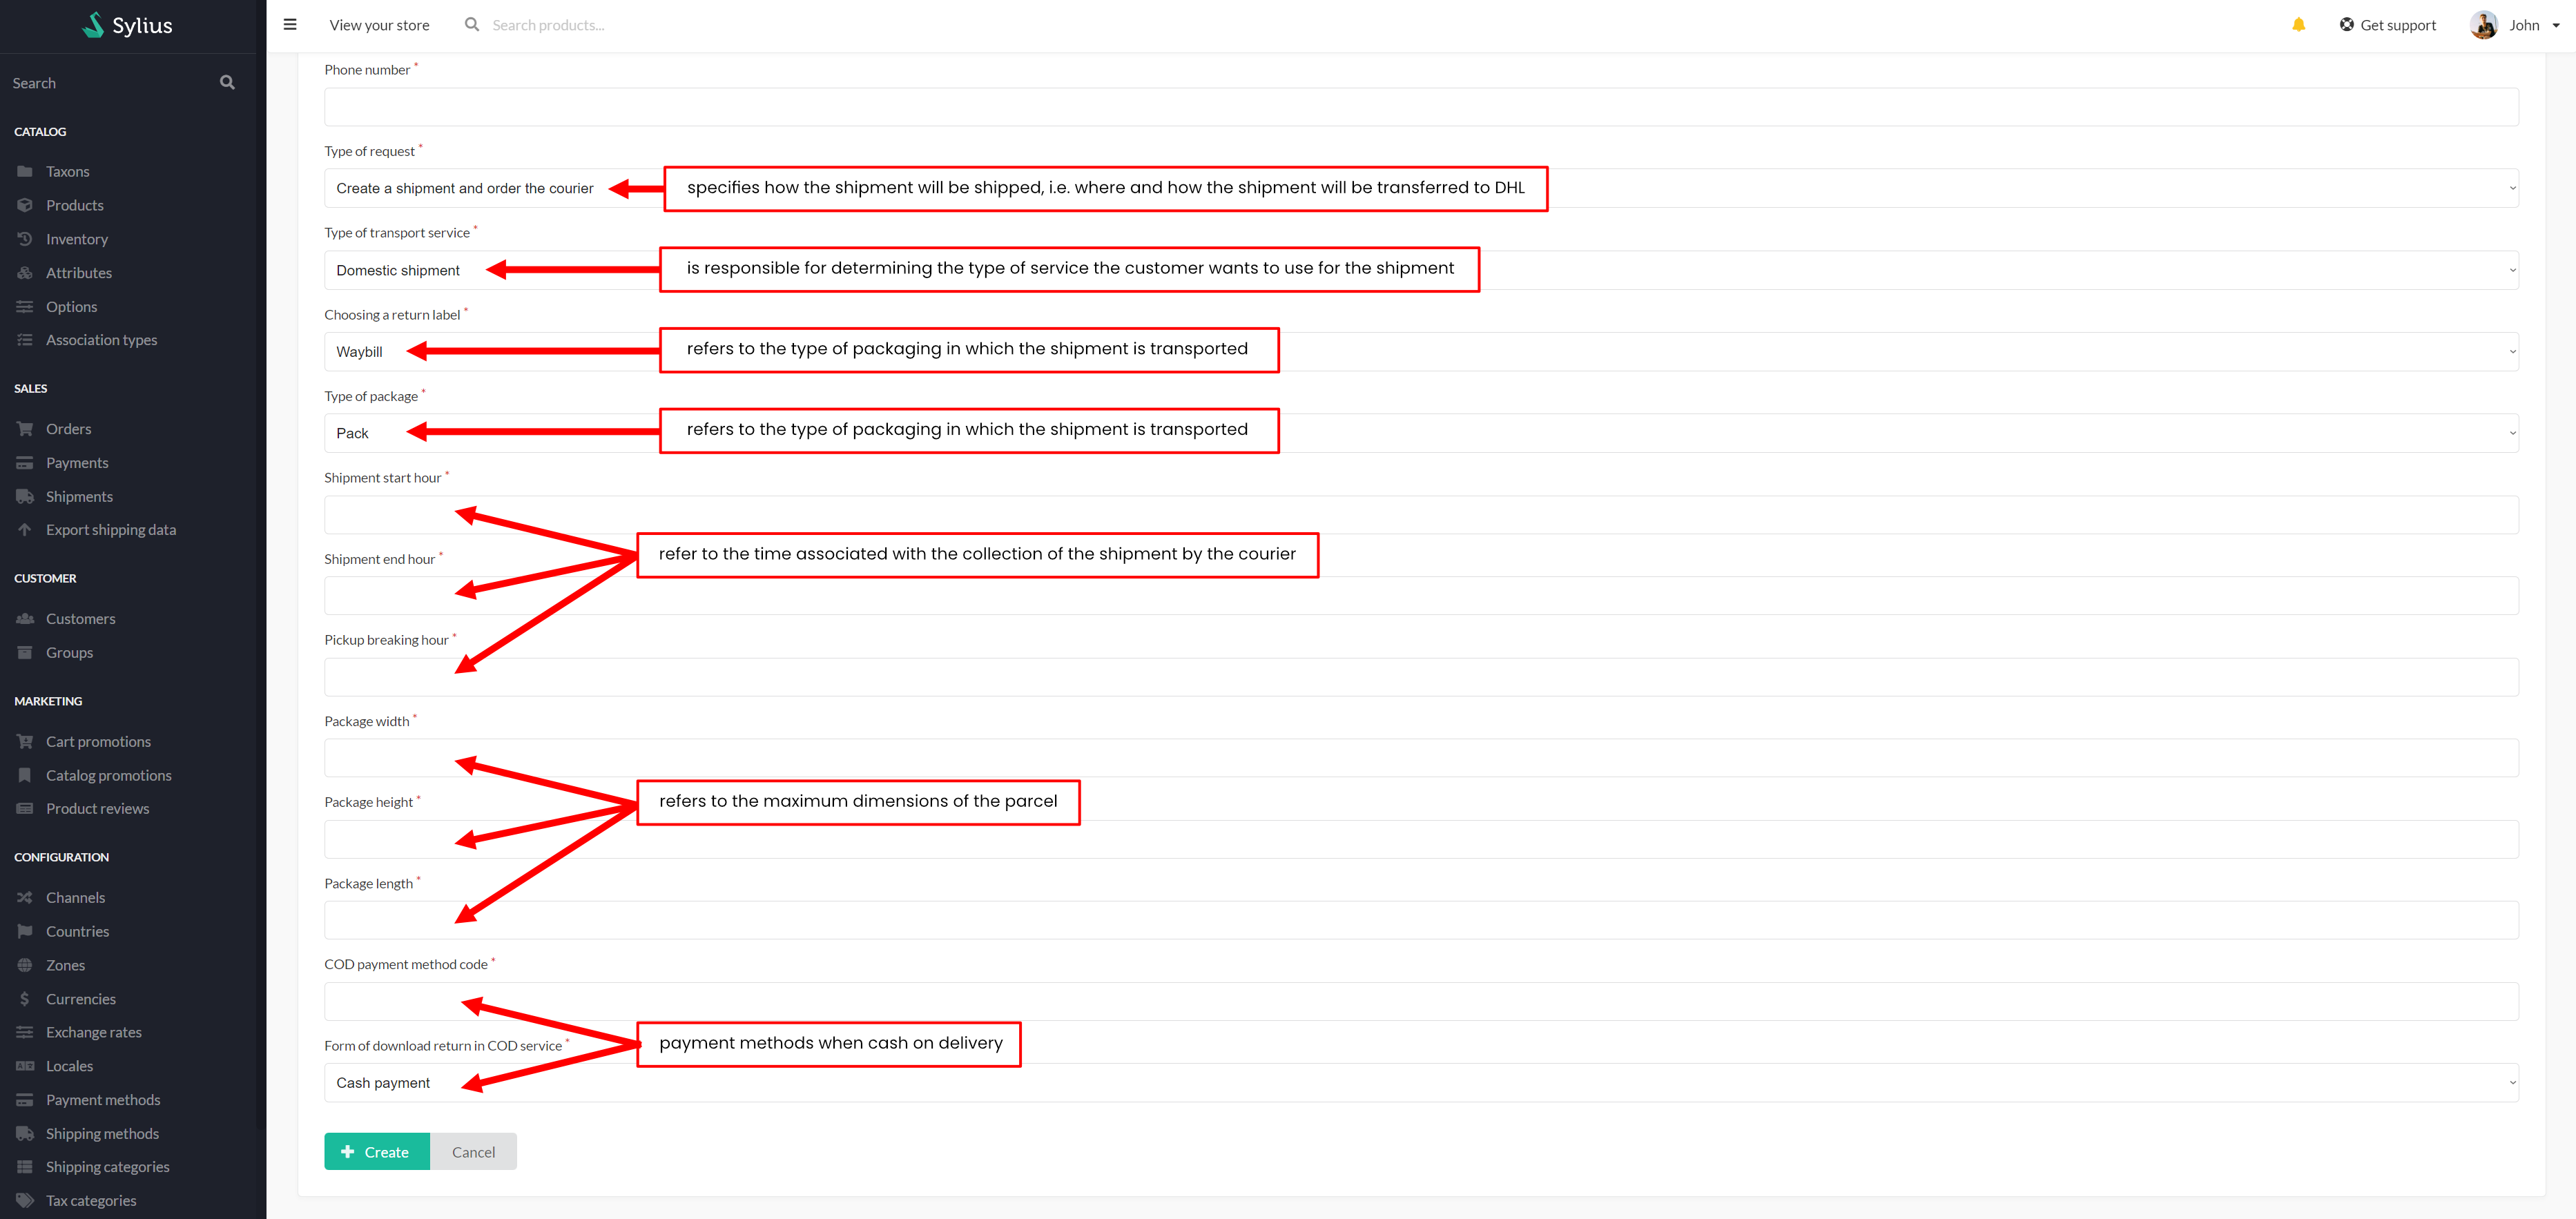 Sylius
View your store
Search products...
Get support
John
Search
CATALOG
Taxons
Products
Inventory
Attributes
Options
Association types
SALES
Orders
Payments
Shipments
Export shipping data
CUSTOMER
Customers
Groups
MARKETING
Cart promotions
Catalog promotions
Product reviews
CONFIGURATION
Channels
Countries
Zones
Currencies
Exchange rates
Locales
Payment methods
Shipping methods
Shipping categories
Tax categories
Phone number *
Type of request *
Create a shipment and order the courier
specifies how the shipment will be shipped, i.e. where and how the shipment will be transferred to DHL
Type of transport service *
Domestic shipment
is responsible for determining the type of service the customer wants to use for the shipment
Choosing a return label *
Waybill
refers to the type of packaging in which the shipment is transported
Type of package *
Pack
refers to the type of packaging in which the shipment is transported
Shipment start hour *
refer to the time associated with the collection of the shipment by the courier
Shipment end hour *
Pickup breaking hour *
Package width *
refers to the maximum dimensions of the parcel
Package height *
Package length *
COD payment method code *
payment methods when cash on delivery
Form of download return in COD service *
Cash payment
Create
Cancel